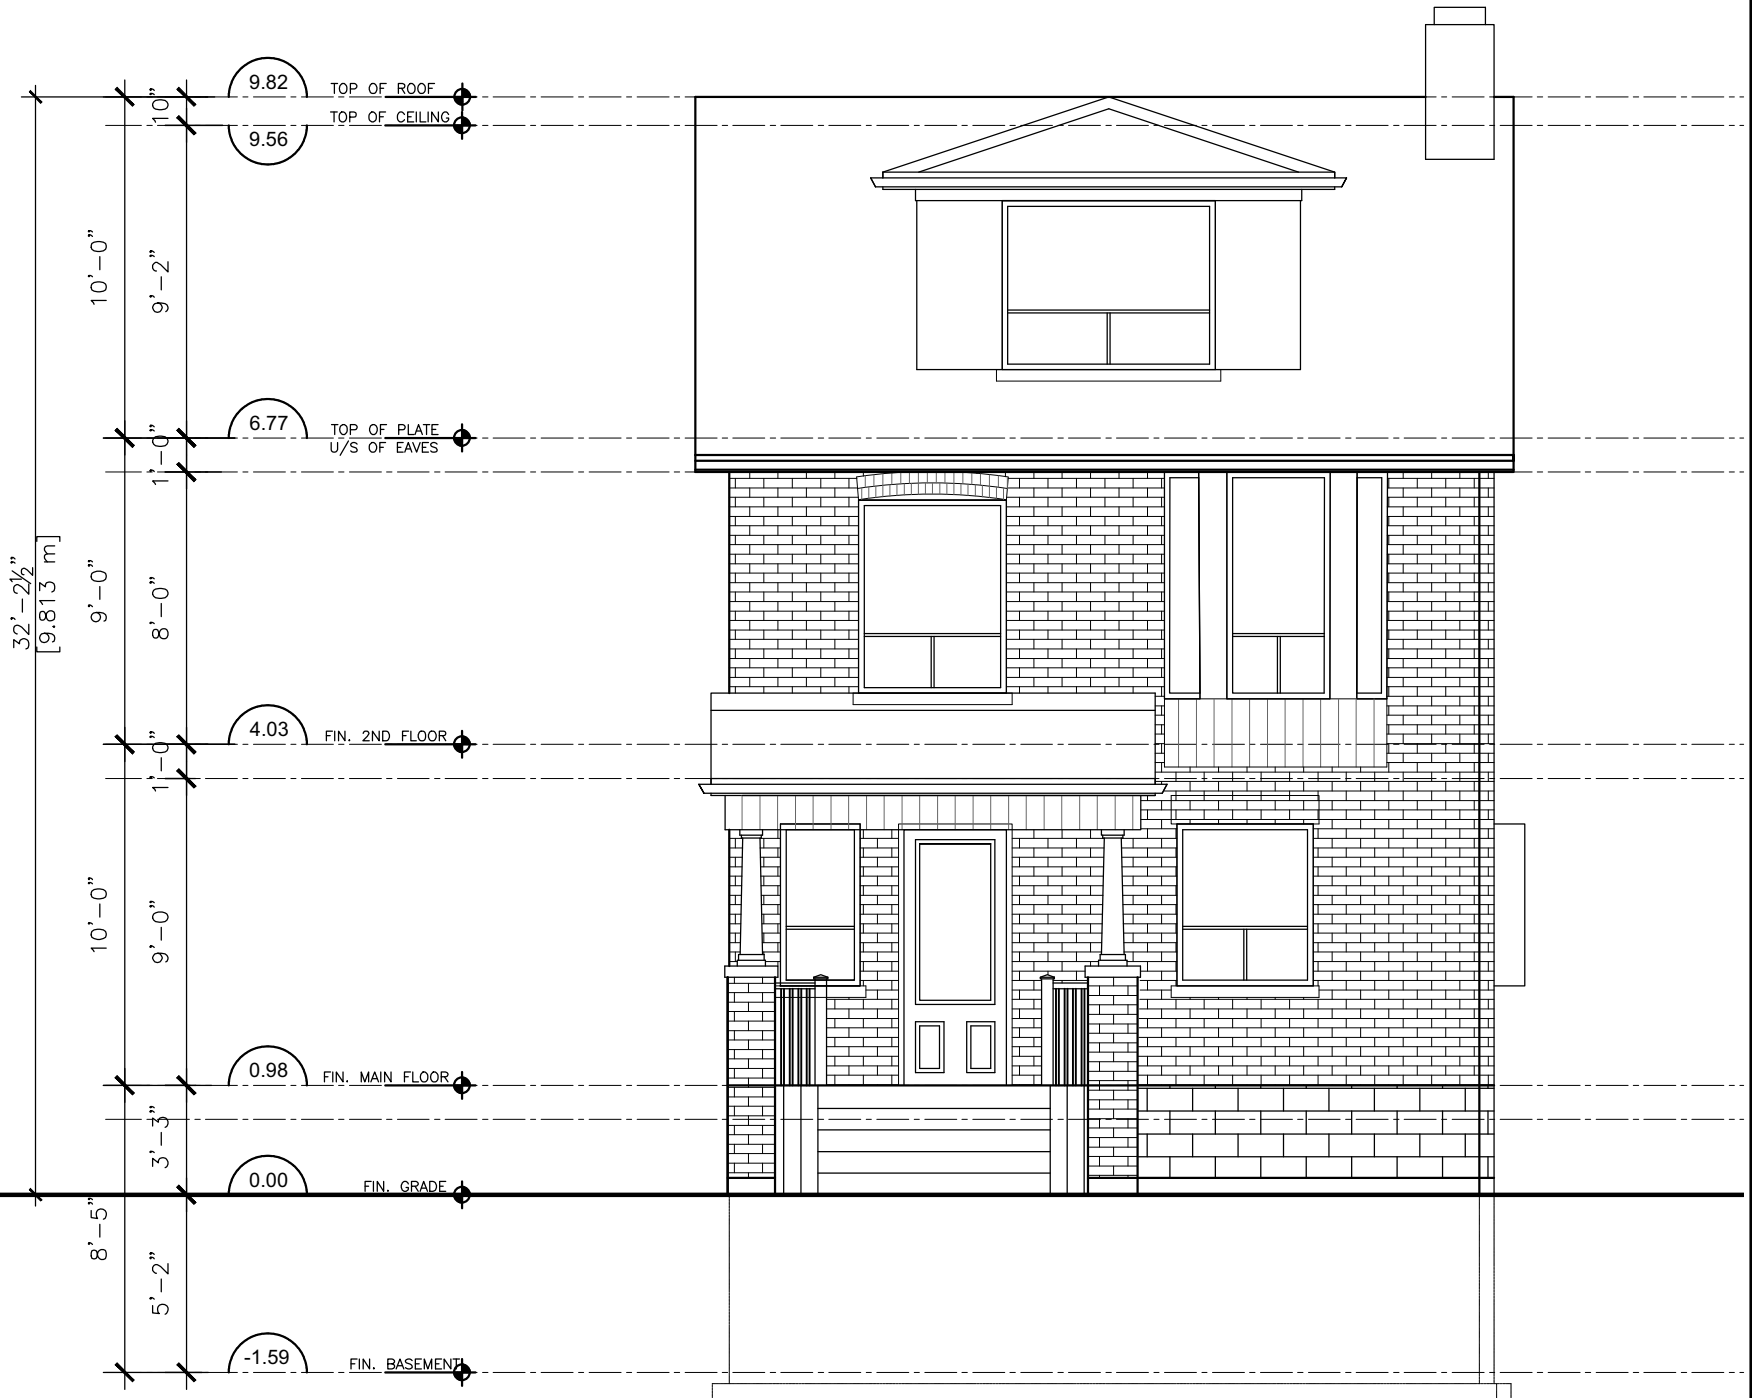 9.82
TOP OF ROOF
10"
TOP OF CEILING
9.56
10'-0"
9'-2"
6.77
TOP OF PLATE
U/S OF EAVES
1'-0"
32'-2½"
[9.813 m]
9'-0"
8'-0"
4.03
FIN. 2ND FLOOR
1'-0"
10'-0"
9'-0"
0.98
FIN. MAIN FLOOR
3'-3"
0.00
FIN. GRADE
8'-5"
5'-2"
-1.59
FIN. BASEMENT